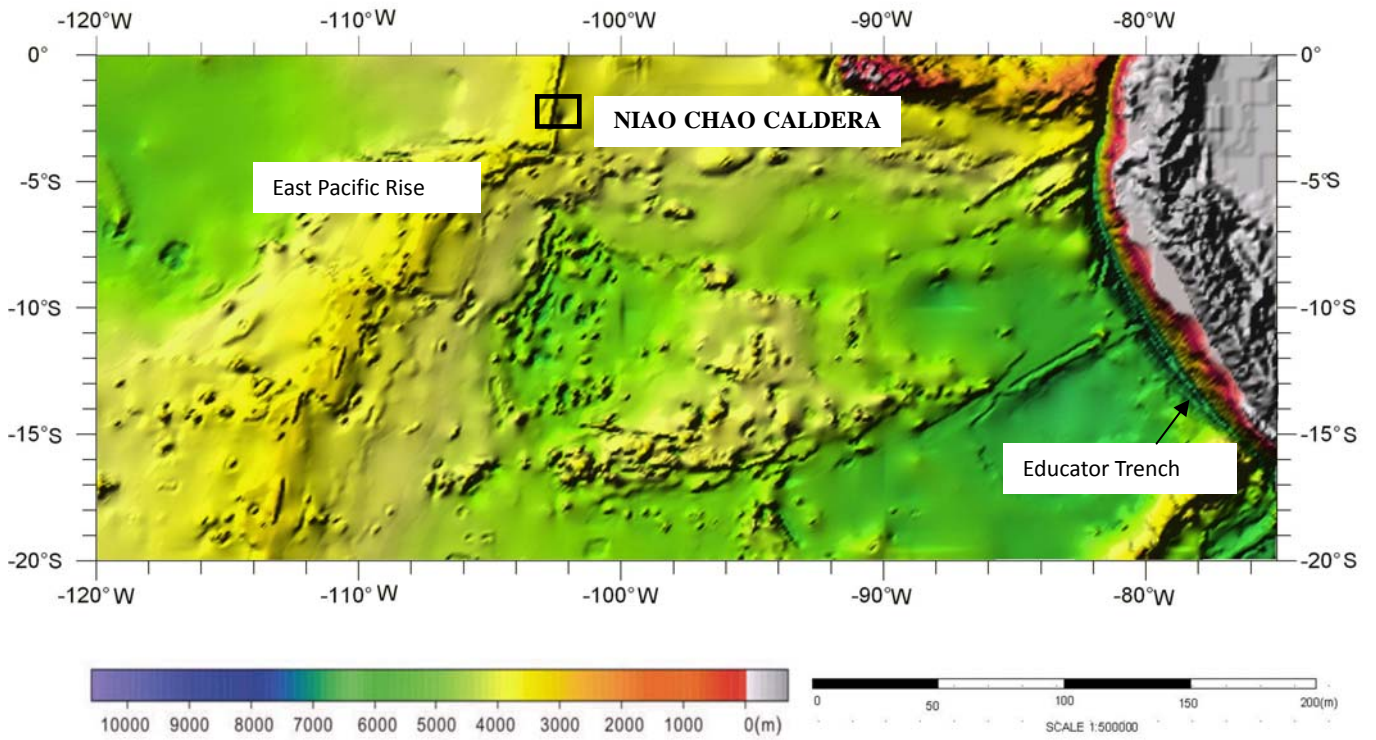 -120°W -110°W -100°W -90°W -80°W
0° 0°
NIAO CHAO CALDERA
East Pacific Rise
-5°S -5°S
-10°S -10°S
-15°S -15°S
Educator Trench
-20°S -20°S
-120°W -110°W -100°W -90°W -80°W
10000 9000 8000 7000 6000 5000 4000 3000 2000 1000 0(m)
0 50 100 150 200(m)
SCALE 1:500000